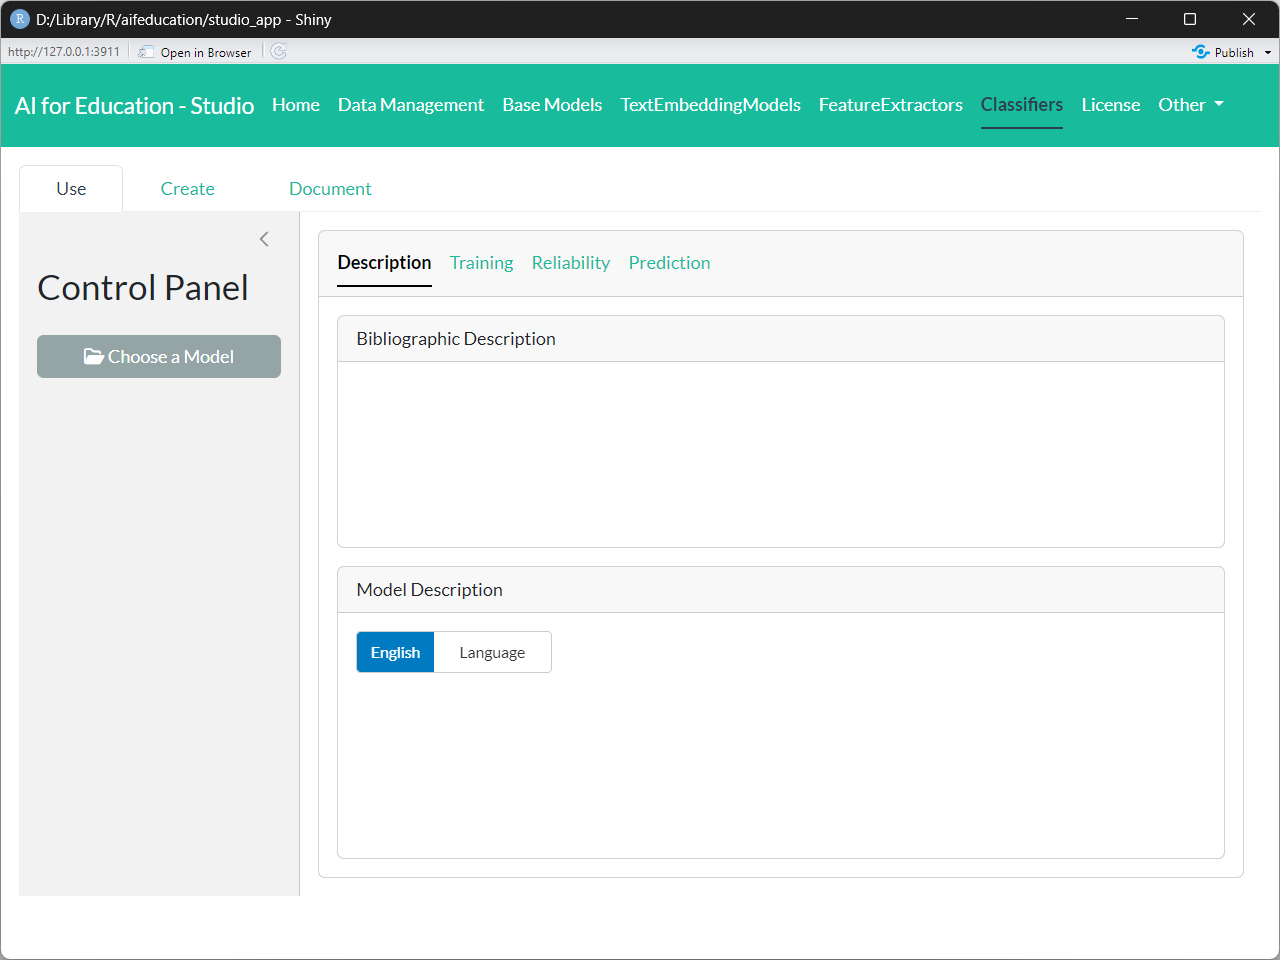 D:/Library/R/aifeducation/studio_app - Shiny
http://127.0.0.1:3911 Open in Browser Publish
AI for Education - Studio Home Data Management Base Models TextEmbeddingModels FeatureExtractors Classifiers License Other
Use Create Document
Control Panel
Choose a Model
Description Training Reliability Prediction
Bibliographic Description
Model Description
English Language